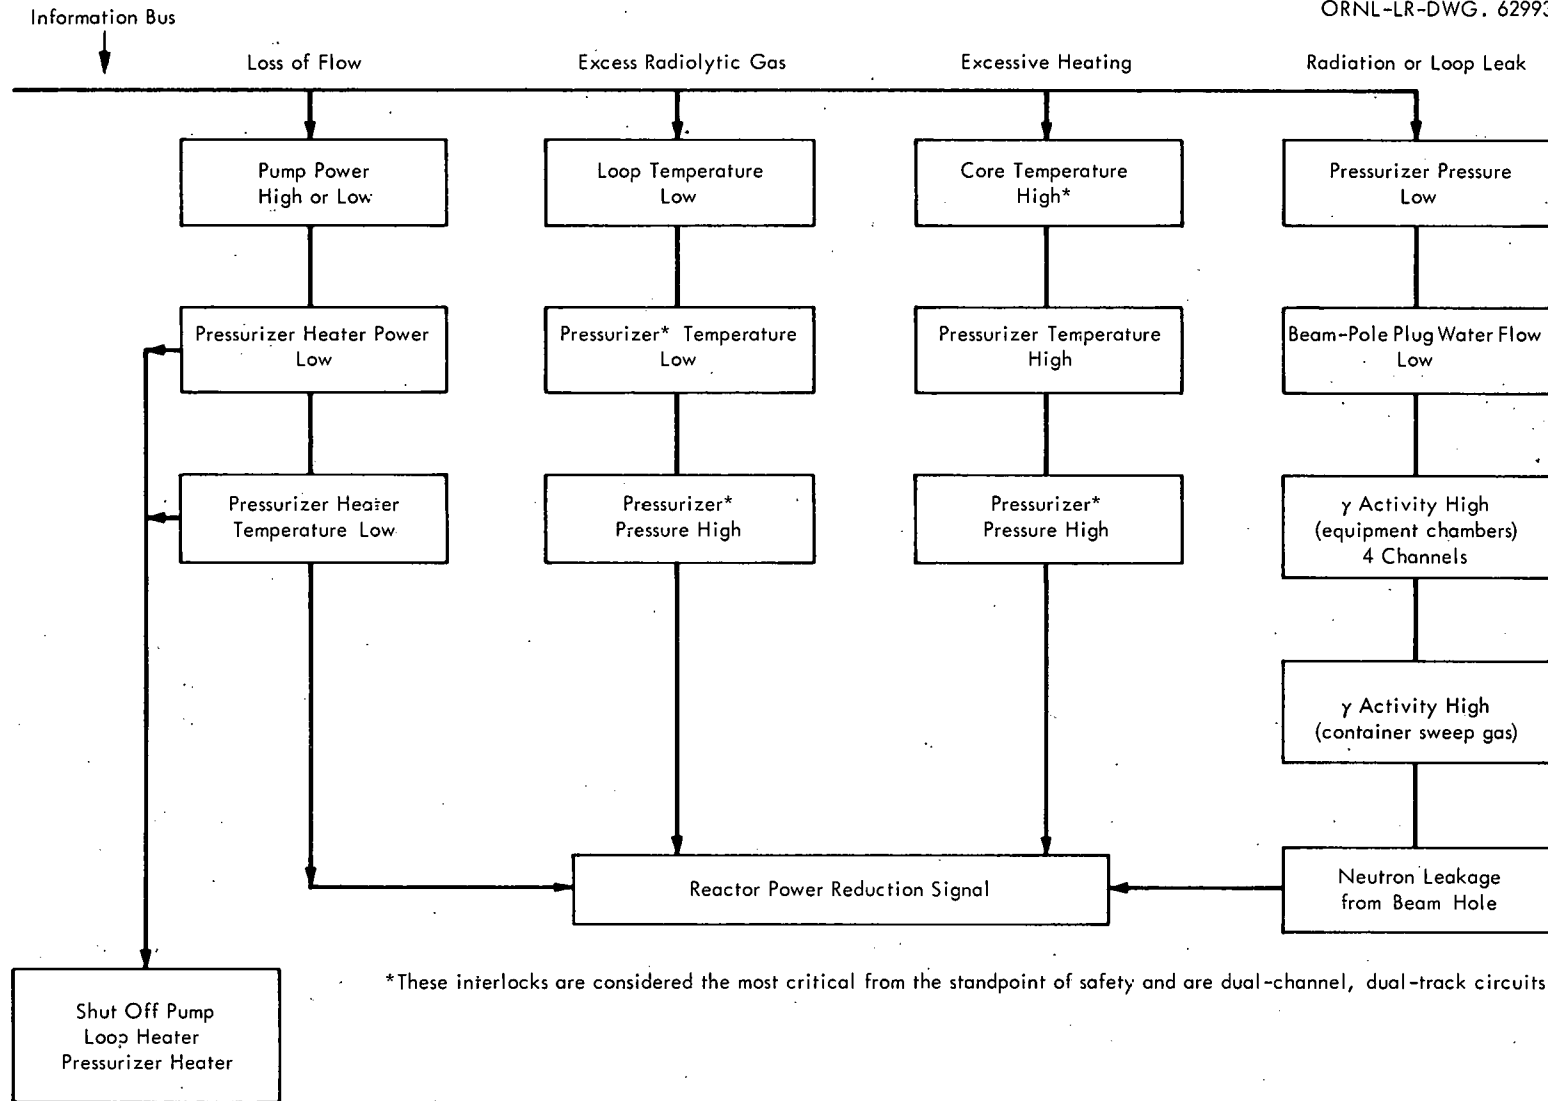 ORNL-LR-DWG. 62993
Information Bus
Loss of Flow
Excess Radiolytic Gas
Excessive Heating
Radiation or Loop Leak
Pump Power
High or Low
Loop Temperature
Low
Core Temperature
High*
Pressurizer Pressure
Low
Pressurizer Heater Power
Low
Pressurizer* Temperature
Low
Pressurizer Temperature
High
Beam-Pole Plug Water Flow
Low
Pressurizer Heater
Temperature Low
Pressurizer*
Pressure High
Pressurizer*
Pressure High
γ Activity High
(equipment chambers)
4 Channels
γ Activity High
(container sweep gas)
Reactor Power Reduction Signal
Neutron Leakage
from Beam Hole
*These interlocks are considered the most critical from the standpoint of safety and are dual-channel, dual-track circuits
Shut Off Pump
Loop Heater
Pressurizer Heater